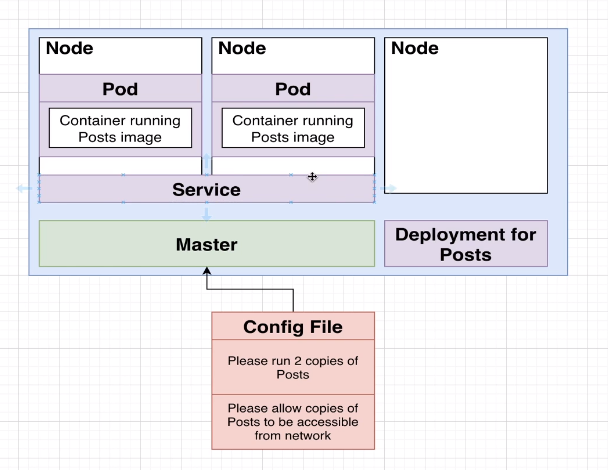 Node
Node
Node
Pod
Pod
Container running
Posts image
Container running
Posts image
Service
Master
Deployment for
Posts
Config File
Please run 2 copies of
Posts
Please allow copies of
Posts to be accessible
from network